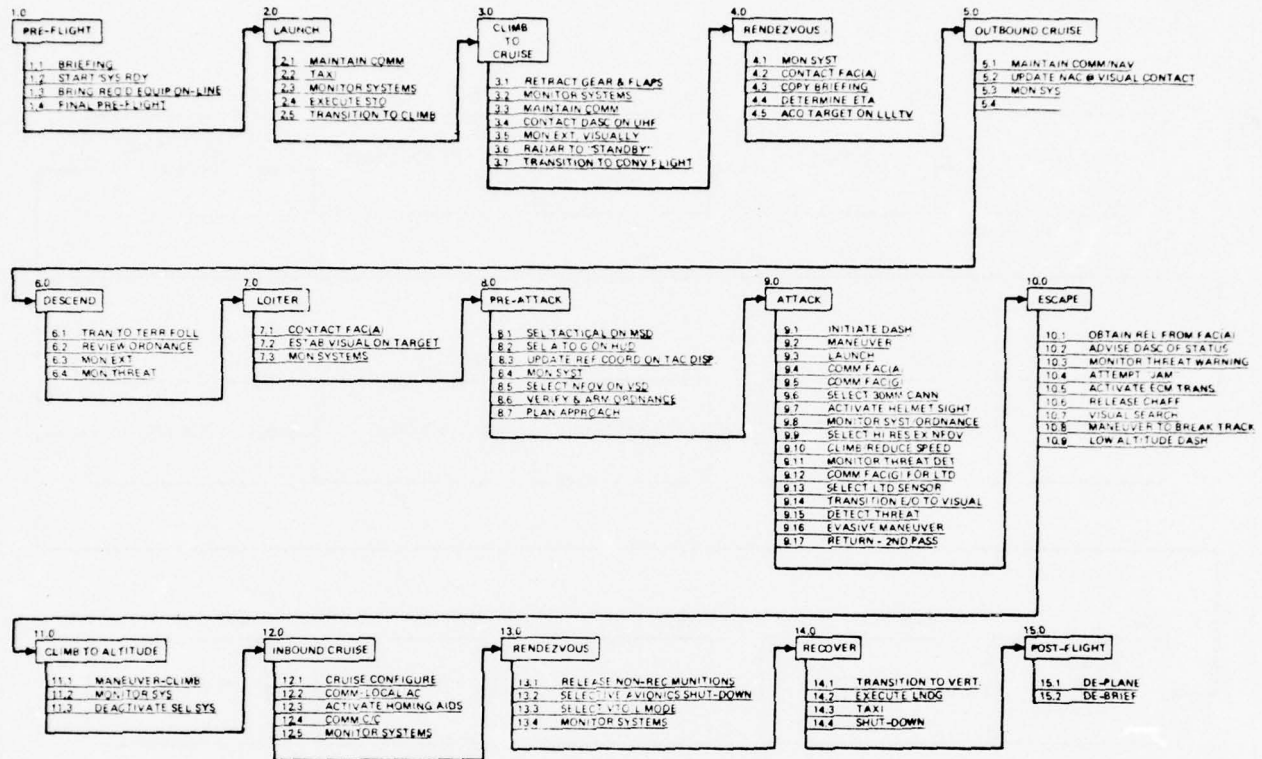 1.0
PRE-FLIGHT
1.1 BRIEFING
1.2 START SYS RDY
1.3 BRING REQ'D EQUIP ON-LINE
1.4 FINAL PRE-FLIGHT
2.0
LAUNCH
2.1 MAINTAIN COMM
2.2 TAXI
2.3 MONITOR SYSTEMS
2.4 EXECUTE STO
2.5 TRANSITION TO CLIMB
3.0
CLIMB
TO
CRUISE
3.1 RETRACT GEAR & FLAPS
3.2 MONITOR SYSTEMS
3.3 MAINTAIN COMM
3.4 CONTACT DASC ON UHF
3.5 MON EXT, VISUALLY
3.6 RADAR TO "STANDBY"
3.7 TRANSITION TO CONV FLIGHT
4.0
RENDEZVOUS
4.1 MON SYST
4.2 CONTACT FAC(A)
4.3 COPY BRIEFING
4.4 DETERMINE ETA
4.5 ACQ TARGET ON LLLTV
5.0
OUTBOUND CRUISE
5.1 MAINTAIN COMM/NAV
5.2 UPDATE NAC @ VISUAL CONTACT
5.3 MON SYS
5.4
6.0
DESCEND
6.1 TRAN TO TERR FOLL
6.2 REVIEW ORDNANCE
6.3 MON EXT
6.4 MON THREAT
7.0
LOITER
7.1 CONTACT FAC(A)
7.2 ESTAB VISUAL ON TARGET
7.3 MON SYSTEMS
8.0
PRE-ATTACK
8.1 SEL TACTICAL ON MSD
8.2 SEL A TO G ON HUD
8.3 UPDATE REF COORD ON TAC DISP
8.4 MON SYST
8.5 SELECT NFOV ON VSD
8.6 VERIFY & ARM ORDNANCE
8.7 PLAN APPROACH
9.0
ATTACK
9.1 INITIATE DASH
9.2 MANEUVER
9.3 LAUNCH
9.4 COMM FAC(A)
9.5 COMM FAC(G)
9.6 SELECT 30MM CANN
9.7 ACTIVATE HELMET SIGHT
9.8 MONITOR SYST ORDNANCE
9.9 SELECT HI RES EX NFOV
9.10 CLIMB REDUCE SPEED
9.11 MONITOR THREAT DET
9.12 COMM FAC(G) FOR LTD
9.13 SELECT LTD SENSOR
9.14 TRANSITION E/O TO VISUAL
9.15 DETECT THREAT
9.16 EVASIVE MANEUVER
9.17 RETURN - 2ND PASS
10.0
ESCAPE
10.1 OBTAIN REL FROM FAC(A)
10.2 ADVISE DASC OF STATUS
10.3 MONITOR THREAT WARNING
10.4 ATTEMPT JAM
10.5 ACTIVATE ECM TRANS
10.6 RELEASE CHAFF
10.7 VISUAL SEARCH
10.8 MANEUVER TO BREAK TRACK
10.9 LOW ALTITUDE DASH
11.0
CLIMB TO ALTITUDE
11.1 MANEUVER-CLIMB
11.2 MONITOR SYS
11.3 DEACTIVATE SEL SYS
12.0
INBOUND CRUISE
12.1 CRUISE CONFIGURE
12.2 COMM-LOCAL AC
12.3 ACTIVATE HOMING AIDS
12.4 COMM C/C
12.5 MONITOR SYSTEMS
13.0
RENDEZVOUS
13.1 RELEASE NON-REC MUNITIONS
13.2 SELECTIVE AVIONICS SHUT-DOWN
13.3 SELECT VTOL MODE
13.4 MONITOR SYSTEMS
14.0
RECOVER
14.1 TRANSITION TO VERT.
14.2 EXECUTE LNDG
14.3 TAXI
14.4 SHUT-DOWN
15.0
POST-FLIGHT
15.1 DE-PLANE
15.2 DE-BRIEF